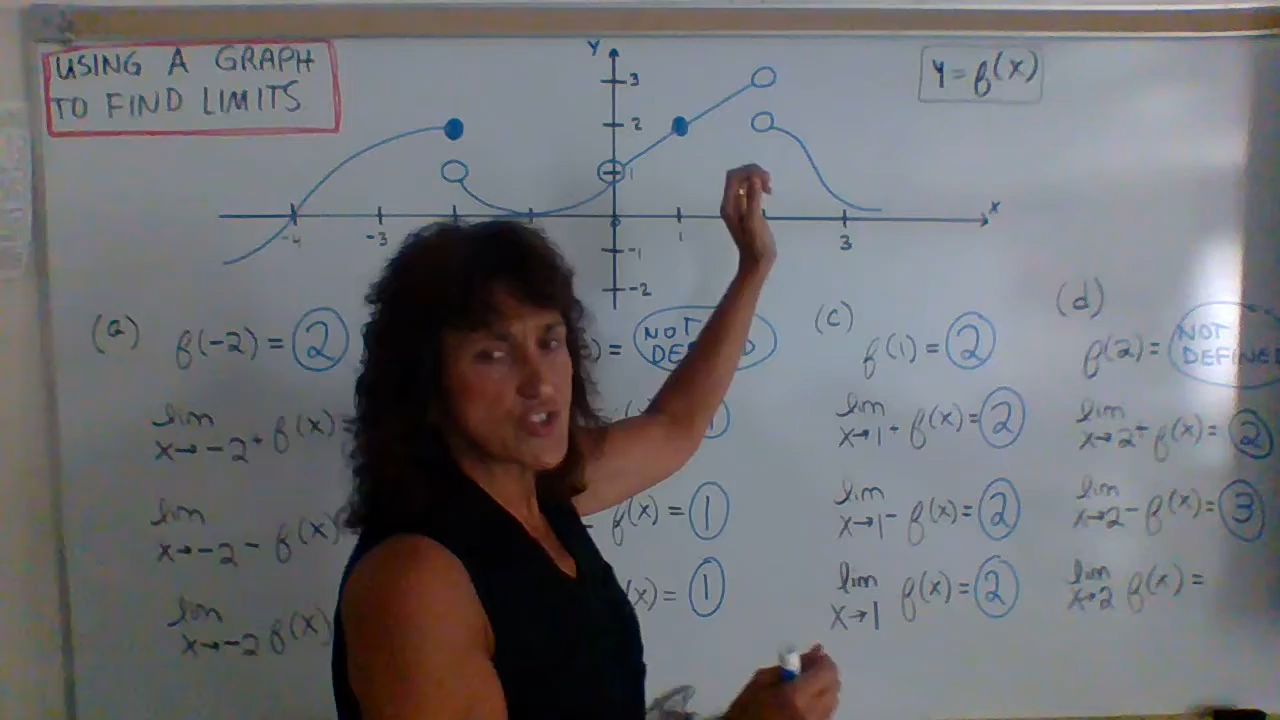 USING A GRAPH
TO FIND LIMITS
Y = f(x)
Y
3
2
1
-1
-2
-4
-3
1
3
X
(a)
f(-2) = 2
lim x→-2+ f(x) =
lim x→-2- f(x)
lim x→-2 f(x)
) = NOT
1
- f(x) = 1
(x) = 1
(c)
f(1) = 2
lim x→1+ f(x) = 2
lim x→1- f(x) = 2
lim x→1 f(x) = 2
(d)
f(2) = NOT DEFINE
lim x→2+ f(x) = 2
lim x→2- f(x) = 3
lim x→2 f(x) =